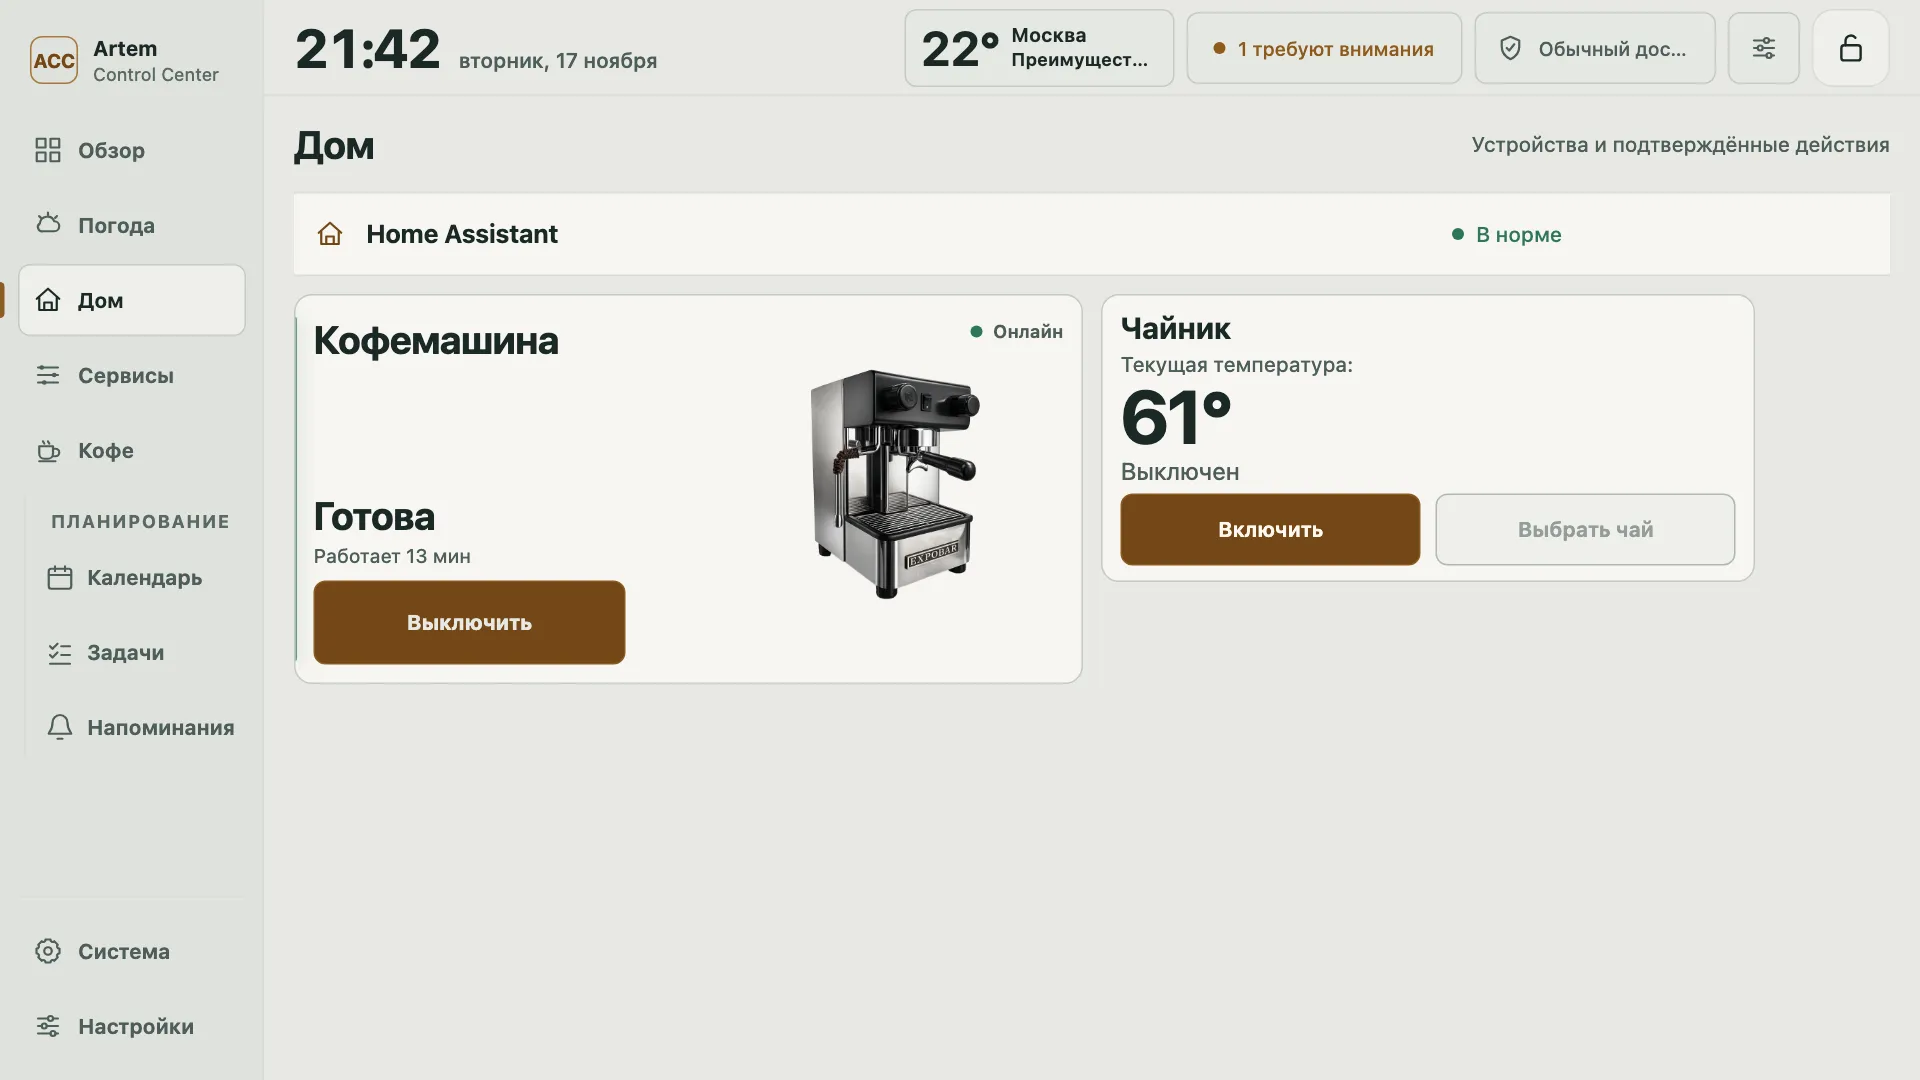 ACC
Artem
Control Center
21:42
вторник, 17 ноября
22°
Москва
Преимущест...
1 требуют внимания
Обычный дос...
Обзор
Погода
Дом
Сервисы
Кофе
ПЛАНИРОВАНИЕ
Календарь
Задачи
Напоминания
Система
Настройки
Дом
Устройства и подтверждённые действия
Home Assistant
В норме
Кофемашина
Онлайн
EXPOBAR
Готова
Работает 13 мин
Выключить
Чайник
Текущая температура:
61°
Выключен
Включить
Выбрать чай